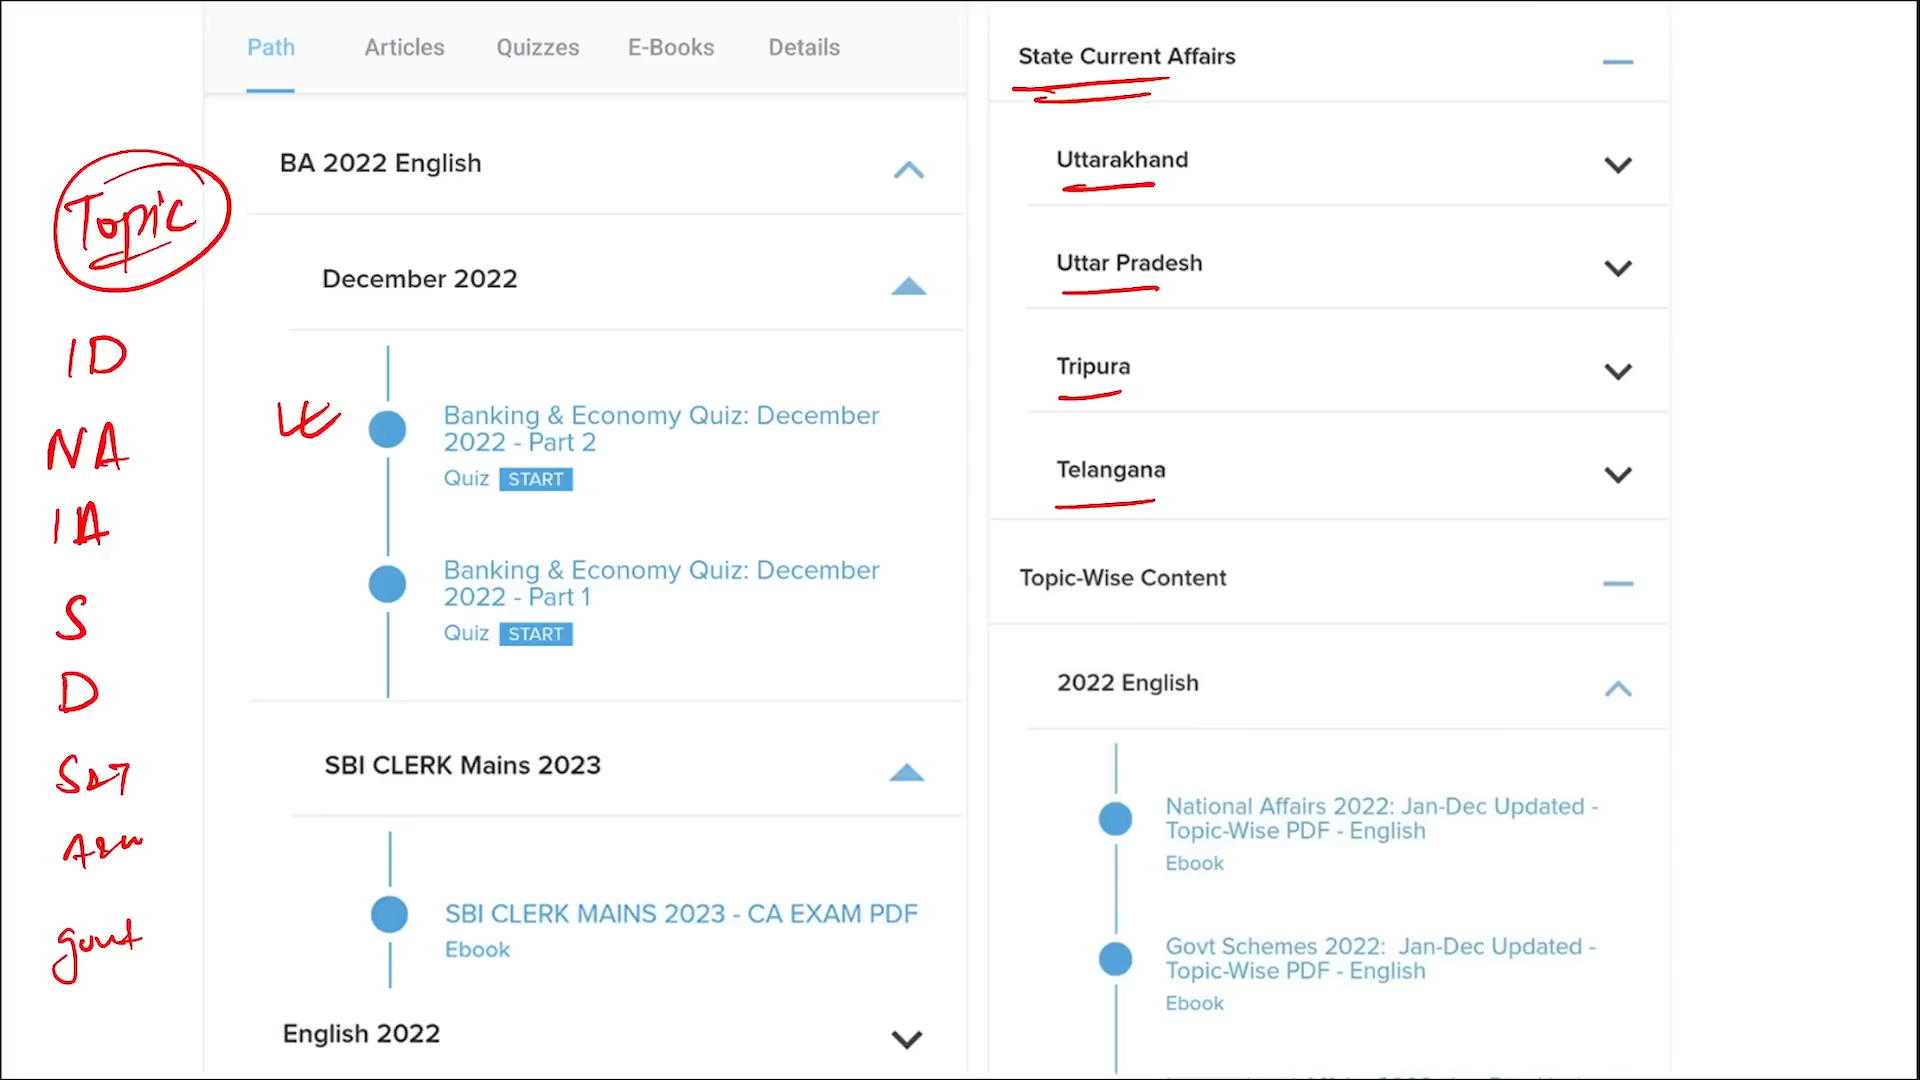 Path Articles Quizzes E-Books Details
BA 2022 English
December 2022
Banking & Economy Quiz: December
2022 - Part 2
Quiz START
Banking & Economy Quiz: December
2022 - Part 1
Quiz START
SBI CLERK Mains 2023
SBI CLERK MAINS 2023 - CA EXAM PDF
Ebook
English 2022
Topic
ID
NA
IA
S
D
S&T
govt
State Current Affairs
Uttarakhand
Uttar Pradesh
Tripura
Telangana
Topic-Wise Content
2022 English
National Affairs 2022: Jan-Dec Updated -
Topic-Wise PDF - English
Ebook
Govt Schemes 2022: Jan-Dec Updated -
Topic-Wise PDF - English
Ebook